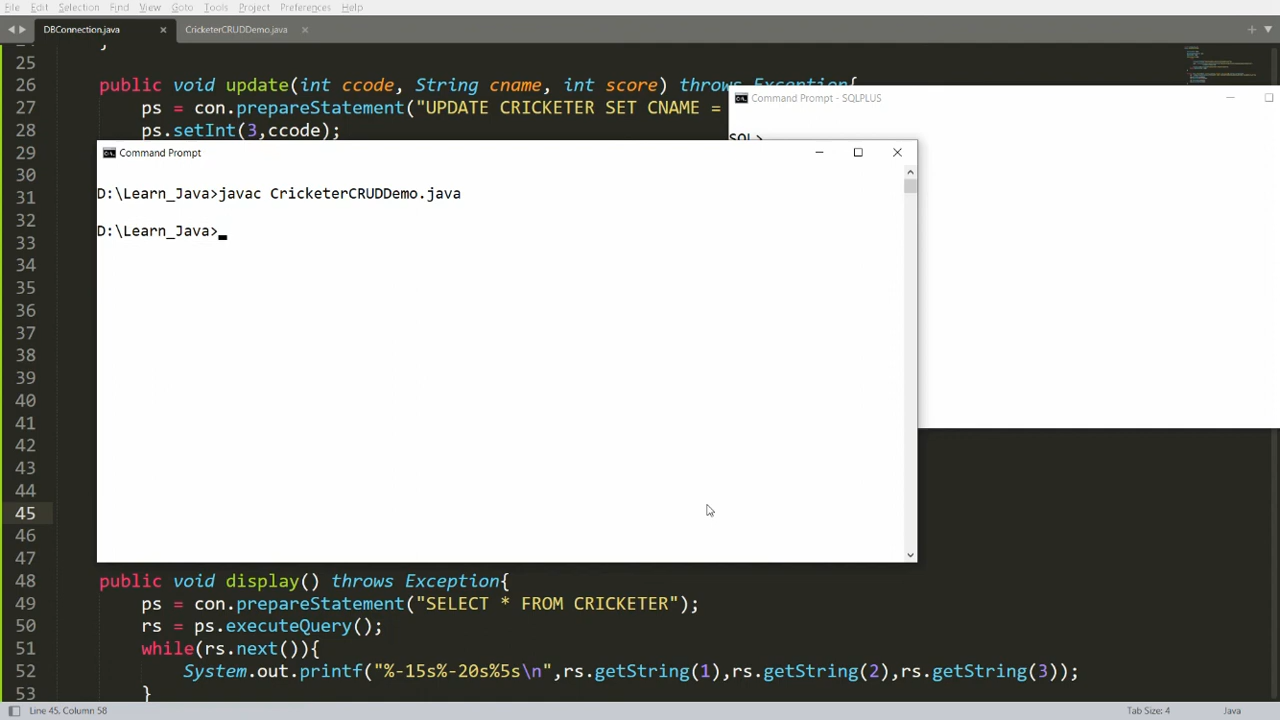 File Edit Selection Find View Goto Tools Project Preferences Help
DBConnection.java × CricketerCRUDDemo.java ×
25
26 public void update(int ccode, String cname, int score) throws Exception{
27 ps = con.prepareStatement("UPDATE CRICKETER SET CNAME =
Command Prompt - SQLPLUS
28 ps.setInt(3,ccode);
SQL>
29
Command Prompt
30
31
D:\Learn_Java>javac CricketerCRUDDemo.java
32
33
D:\Learn_Java>
34
35
36
37
38
39
40
41
42
43
44
45
46
47
48 public void display() throws Exception{
49 ps = con.prepareStatement("SELECT * FROM CRICKETER");
50 rs = ps.executeQuery();
51 while(rs.next()){
52 System.out.printf("%-15s%-20s%5s\n",rs.getString(1),rs.getString(2),rs.getString(3));
53 }
Line 45, Column 58
Tab Size: 4
Java